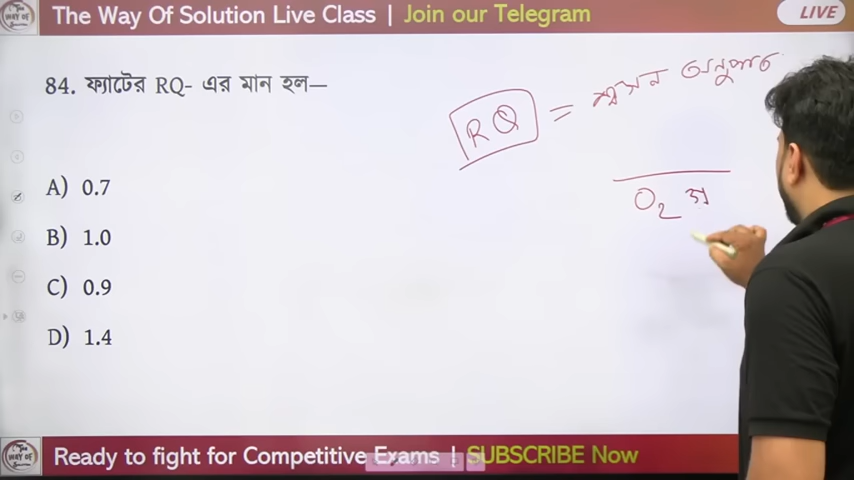 The Way Of Solution Live Class | Join our Telegram
LIVE
84. ফ্যাটের RQ- এর মান হল—
RQ = শ্বসন অনুপাত
O2
A) 0.7
B) 1.0
C) 0.9
D) 1.4
Ready to fight for Competitive Exams | SUBSCRIBE Now